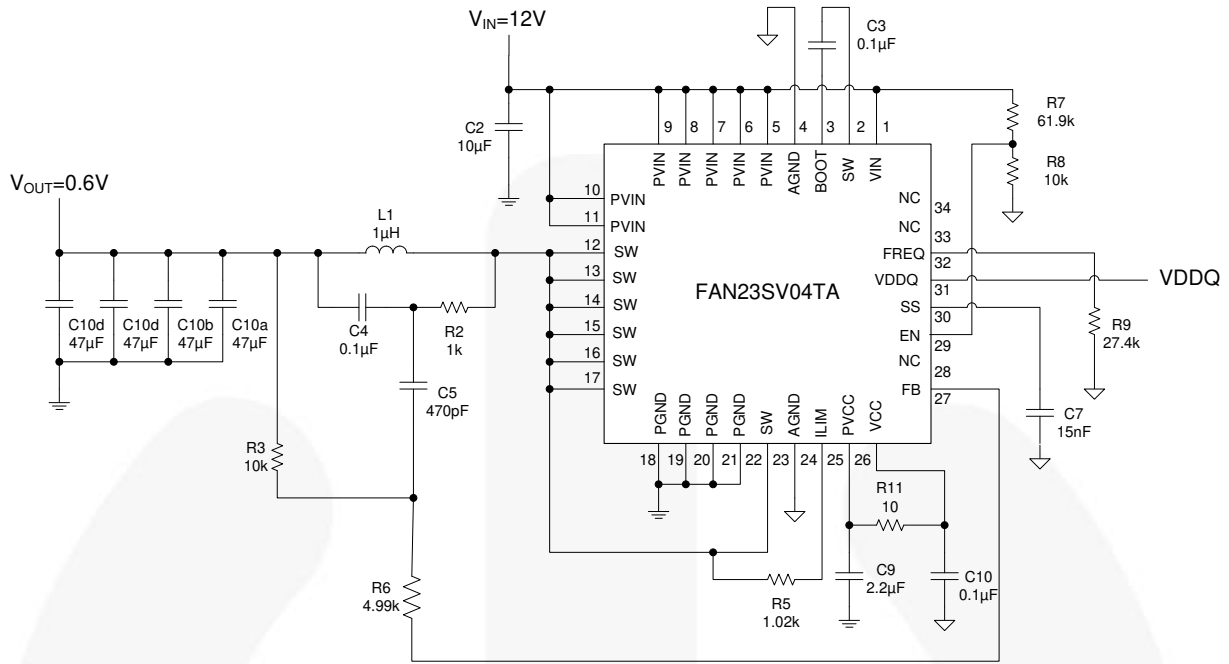 V_IN=12V
C3
0.1µF
R7
61.9k
C2
10µF
9 8 7 6 5 4 3 2 1
PVIN PVIN PVIN PVIN PVIN AGND BOOT SW VIN
R8
10k
V_OUT=0.6V
10 PVIN
11 PVIN
12 SW
13 SW
14 SW
15 SW
16 SW
17 SW
L1
1µH
FAN23SV04TA
NC 34
NC 33
FREQ 32
VDDQ 31
SS 30
EN 29
NC 28
FB 27
VDDQ
R9
27.4k
C10d
47µF
C10d
47µF
C10b
47µF
C10a
47µF
C4
0.1µF
R2
1k
C5
470pF
C7
15nF
PGND PGND PGND PGND SW AGND ILIM PVCC VCC
18 19 20 21 22 23 24 25 26
R3
10k
R11
10
C9
2.2µF
C10
0.1µF
R6
4.99k
R5
1.02k